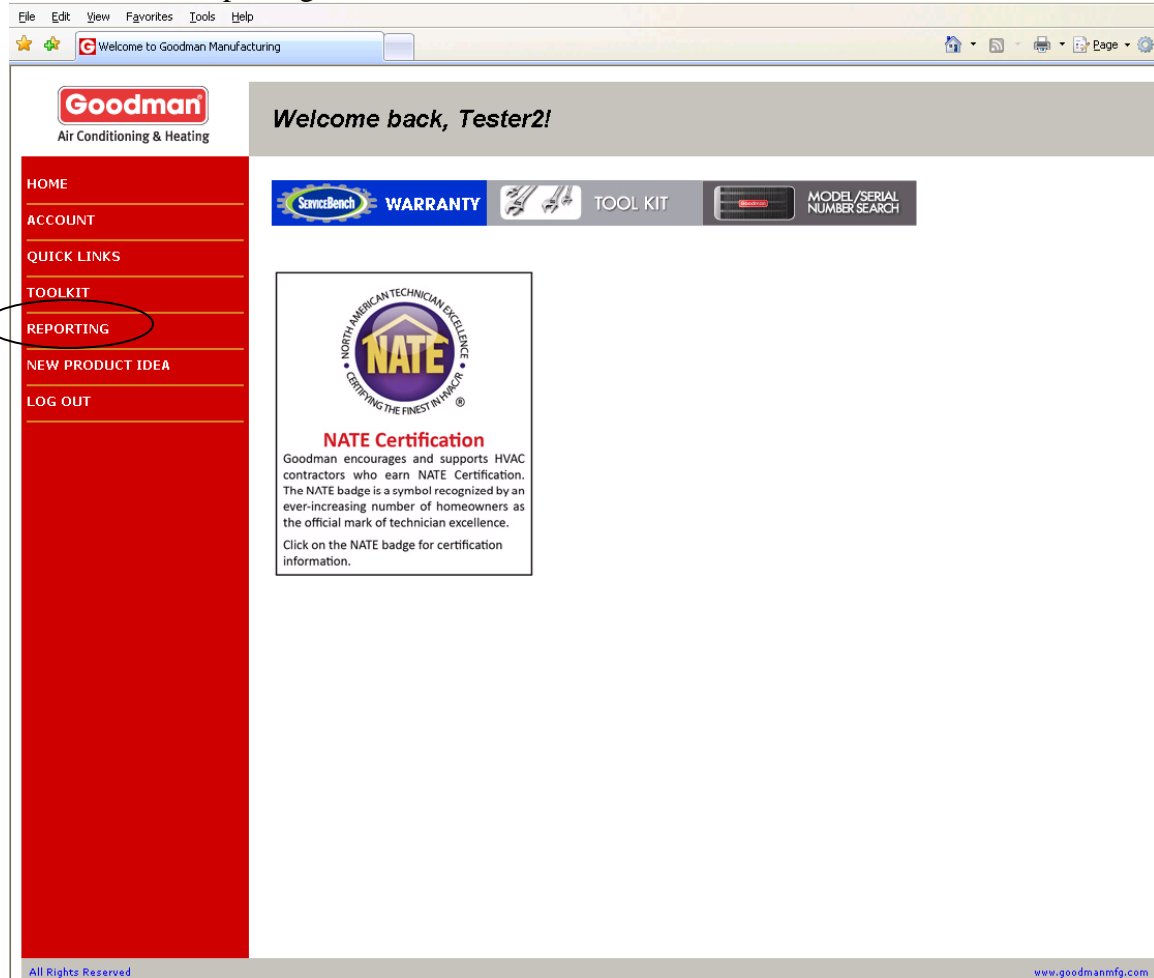 File Edit View Favorites Tools Help
Welcome to Goodman Manufacturing
Page
Goodman
Air Conditioning & Heating
Welcome back, Tester2!
HOME
ACCOUNT
QUICK LINKS
TOOLKIT
REPORTING
NEW PRODUCT IDEA
LOG OUT
ServiceBench WARRANTY
TOOL KIT
Goodman
MODEL/SERIAL
NUMBER SEARCH
NORTH AMERICAN TECHNICIAN EXCELLENCE
NATE
CERTIFYING THE FINEST IN HVAC/R
®
NATE Certification
Goodman encourages and supports HVAC
contractors who earn NATE Certification.
The NATE badge is a symbol recognized by an
ever-increasing number of homeowners as
the official mark of technician excellence.
Click on the NATE badge for certification
information.
All Rights Reserved
www.goodmanmfg.com